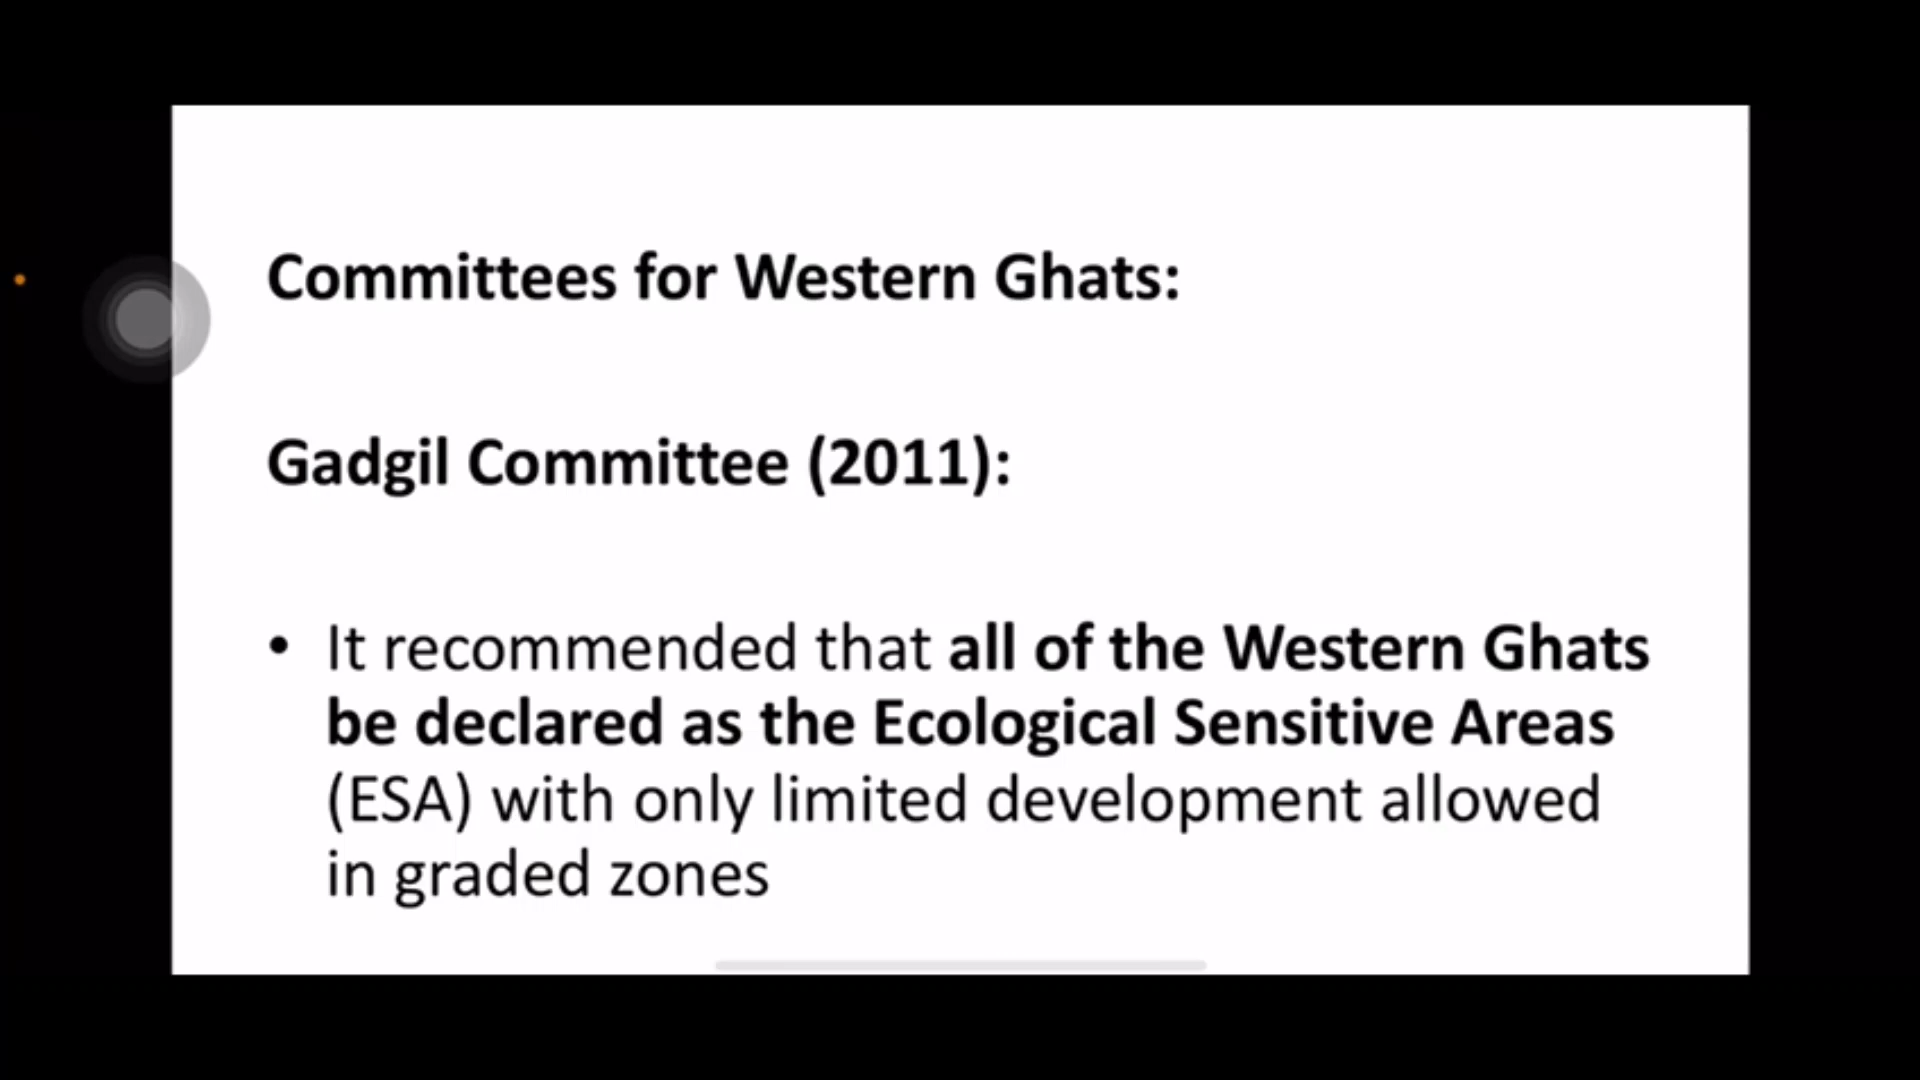 Committees for Western Ghats:
Gadgil Committee (2011):
• It recommended that all of the Western Ghats
be declared as the Ecological Sensitive Areas
(ESA) with only limited development allowed
in graded zones